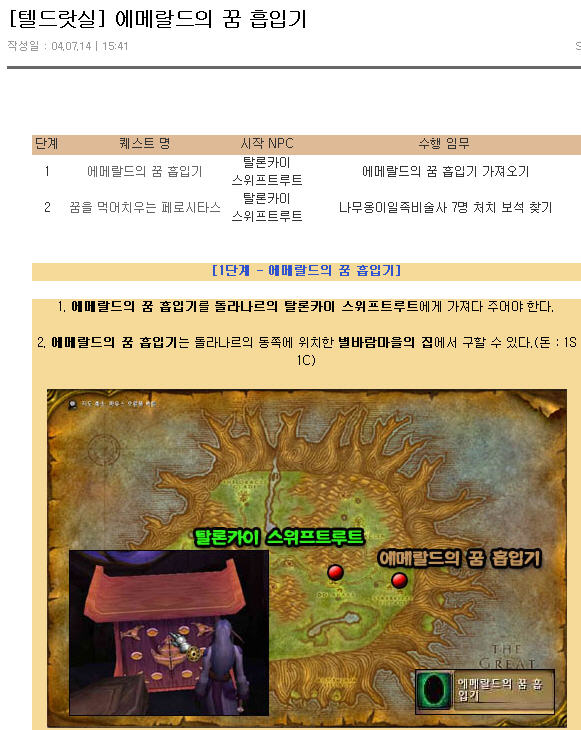 [텔드랏실] 에메랄드의 꿈 흡입기
작성일 : 04.07.14 | 15:41
S
단계 퀘스트 명 시작 NPC 수행 임무
1 에메랄드의 꿈 흡입기 탈론카이 스위프트루트 에메랄드의 꿈 흡입기 가져오기
2 꿈을 먹어치우는 페로시타스 탈론카이 스위프트루트 나무옹이일족비술사 7명 처치 보석 찾기
[1단계 - 에메랄드의 꿈 흡입기]
1. 에메랄드의 꿈 흡입기를 돌라나르의 탈론카이 스위프트루트에게 가져다 주어야 한다.
2. 에메랄드의 꿈 흡입기는 돌라나르의 동쪽에 위치한 별바람마을의 집에서 구할 수 있다.(돈 : 1S
1C)
탈론카이 스위프트루트
에메랄드의 꿈 흡입기
THE
GREAT
에메랄드의 꿈 흡
입기